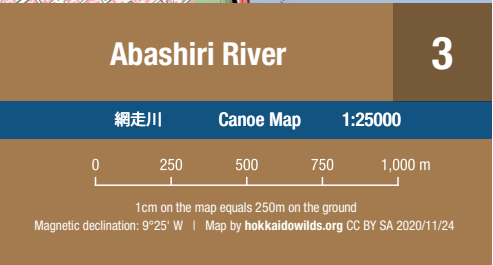 Abashiri River 3
網走川 Canoe Map 1:25000
0 250 500 750 1,000 m
1cm on the map equals 250m on the ground
Magnetic declination: 9°25' W | Map by hokkaidowilds.org CC BY SA 2020/11/24